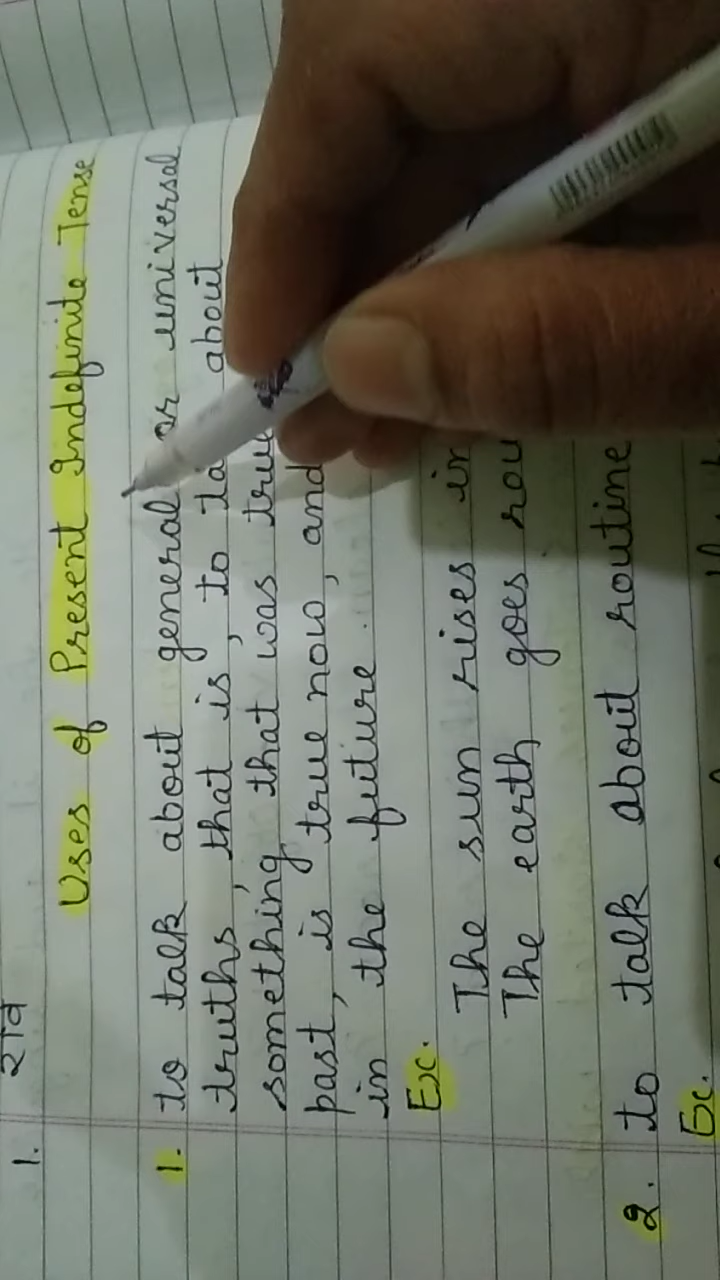 1. राव
Uses of Present Indefinite Tense
1. to talk about general or universal
truths, that is, to ta about
something that was true
past, is true now, and
in the future.
Ex. The sun rises in
The earth goes rou
2. to talk about routine
Ex.